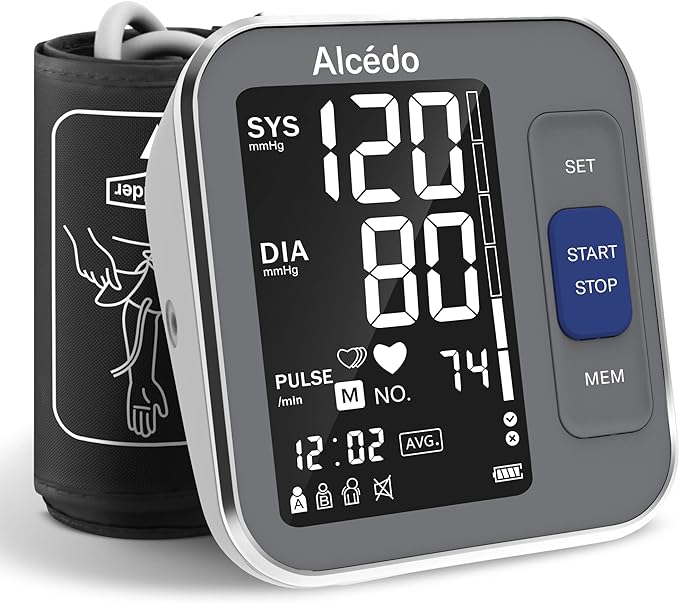 Alcédo
SYS
mmHg
120
DIA
mmHg
80
PULSE
/min
74
M NO.
12:02 AVG.
A B
SET
START
STOP
MEM